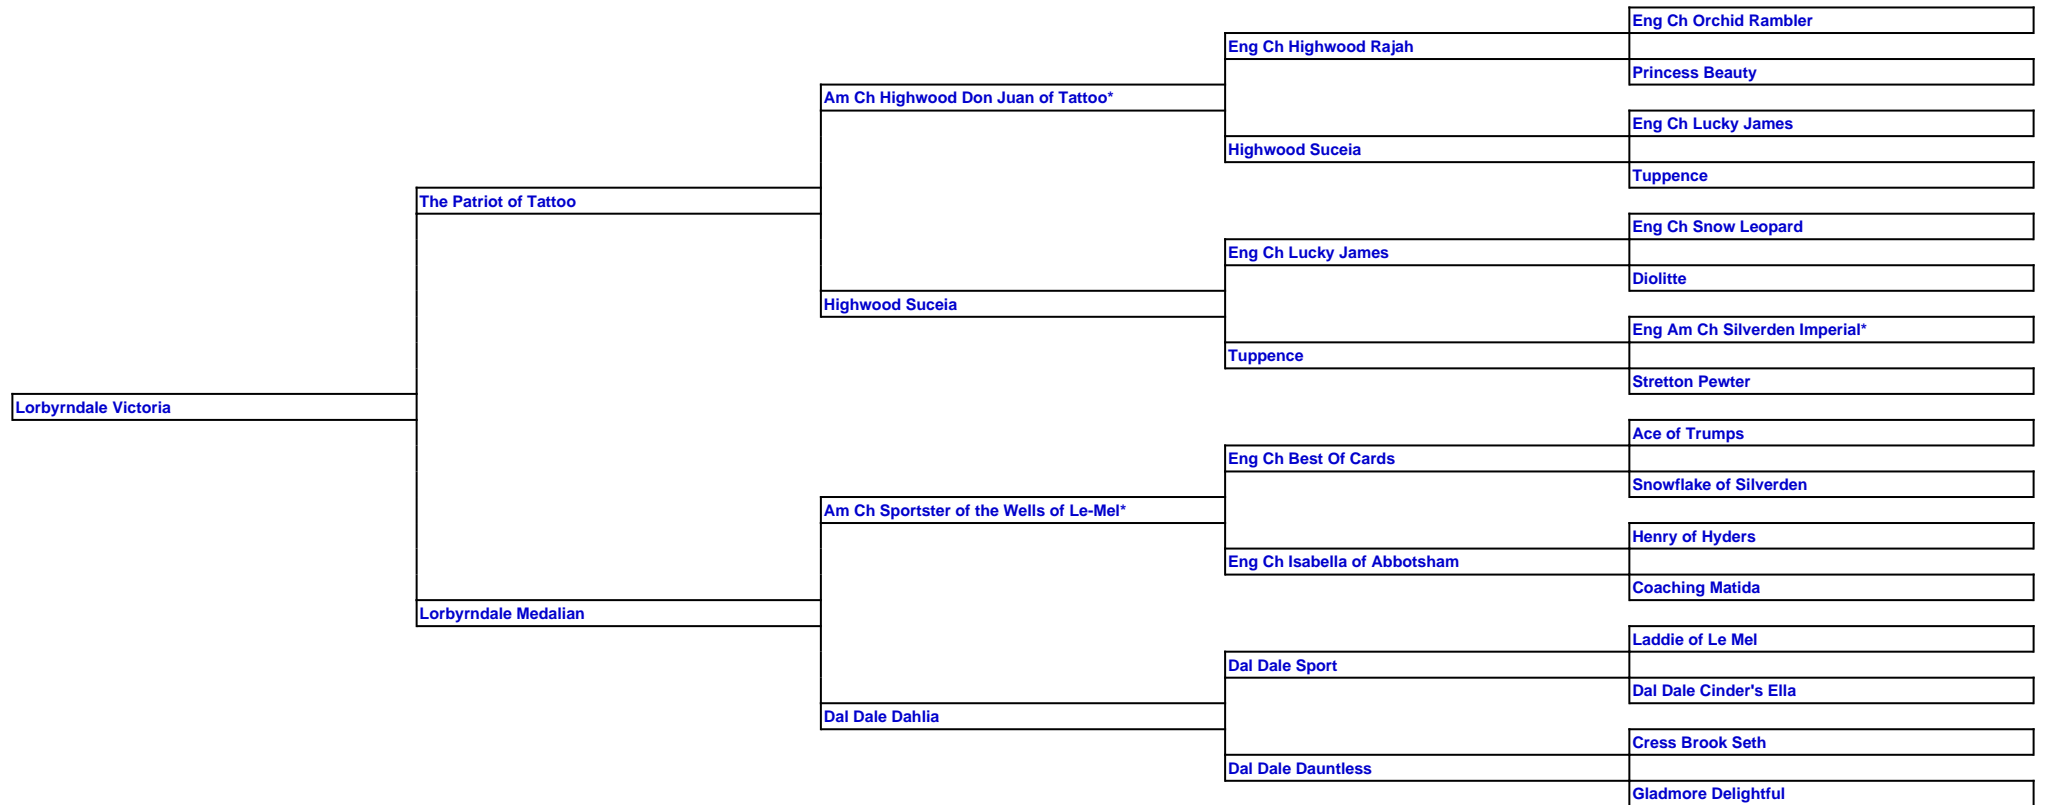 Eng Ch Orchid Rambler
Eng Ch Highwood Rajah
Princess Beauty
Am Ch Highwood Don Juan of Tattoo*
Eng Ch Lucky James
Highwood Suceia
Tuppence
The Patriot of Tattoo
Eng Ch Snow Leopard
Eng Ch Lucky James
Diolitte
Highwood Suceia
Eng Am Ch Silverden Imperial*
Tuppence
Stretton Pewter
Lorbyrndale Victoria
Ace of Trumps
Eng Ch Best Of Cards
Snowflake of Silverden
Am Ch Sportster of the Wells of Le-Mel*
Henry of Hyders
Eng Ch Isabella of Abbotsham
Coaching Matida
Lorbyrndale Medalian
Laddie of Le Mel
Dal Dale Sport
Dal Dale Cinder's Ella
Dal Dale Dahlia
Cress Brook Seth
Dal Dale Dauntless
Gladmore Delightful